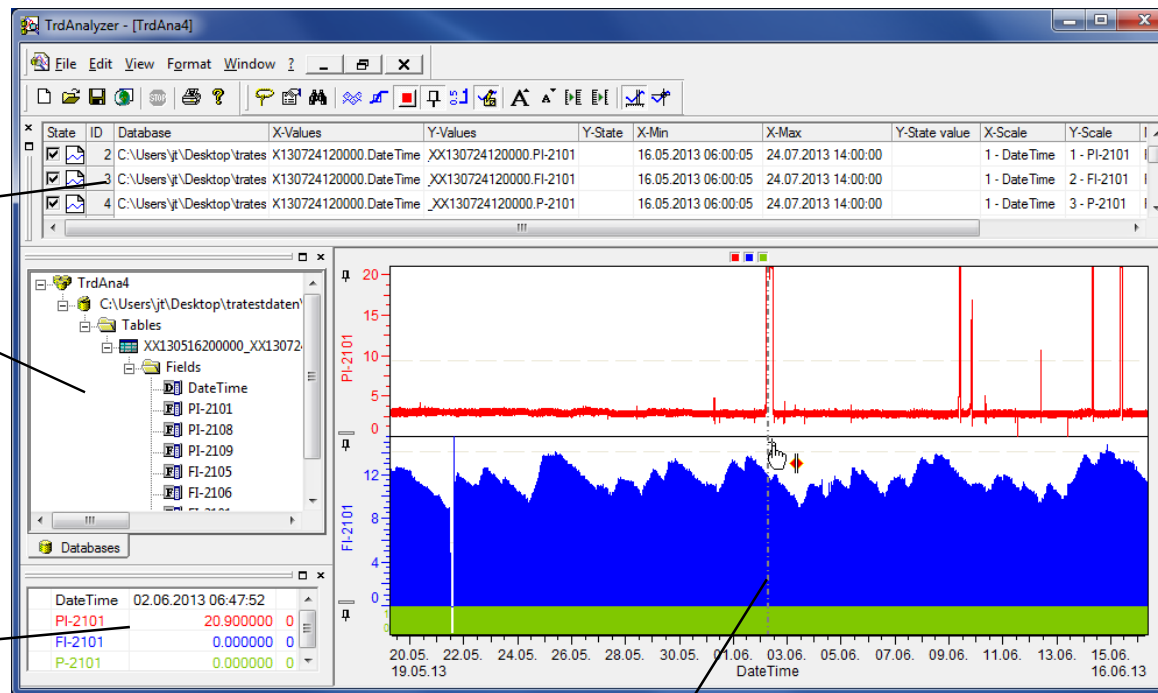 TrdAnalyzer - [TrdAna4]
File Edit View Format Window ?
State ID Database X-Values Y-Values Y-State X-Min X-Max Y-State value X-Scale Y-Scale
2 C:\Users\jt\Desktop\trates X130724120000.DateTime _XX130724120000.PI-2101 16.05.2013 06:00:05 24.07.2013 14:00:00 1 - DateTime 1 - PI-2101
3 C:\Users\jt\Desktop\trates X130724120000.DateTime _XX130724120000.FI-2101 16.05.2013 06:00:05 24.07.2013 14:00:00 1 - DateTime 2 - FI-2101
4 C:\Users\jt\Desktop\trates X130724120000.DateTime _XX130724120000.P-2101 16.05.2013 06:00:05 24.07.2013 14:00:00 1 - DateTime 3 - P-2101
TrdAna4
C:\Users\jt\Desktop\tratestdaten\
Tables
XX130516200000_XX13072
Fields
DateTime
PI-2101
PI-2108
PI-2109
FI-2105
FI-2106
Databases
DateTime 02.06.2013 06:47:52
PI-2101 20.900000 0
FI-2101 0.000000 0
P-2101 0.000000 0
20
15
10
5
0
PI-2101
12
8
4
0
FI-2101
1
0
20.05. 22.05. 24.05. 26.05. 28.05. 30.05. 01.06. 03.06. 05.06. 07.06. 09.06. 11.06. 13.06. 15.06.
19.05.13 DateTime 16.06.13